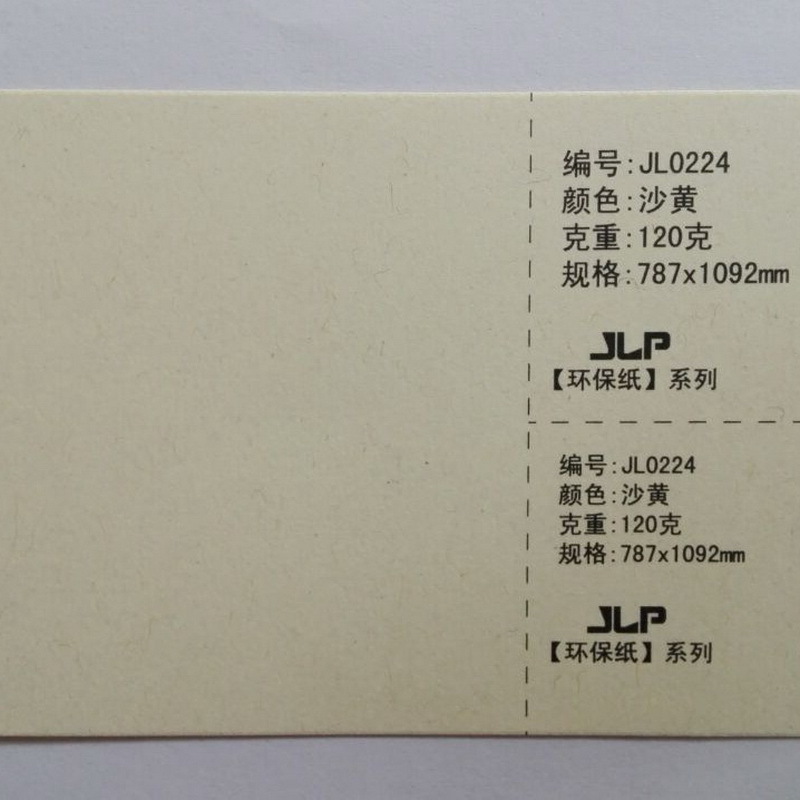 编号:JL0224
颜色:沙黄
克重:120克
规格:787x1092mm
JLP
【环保纸】系列
编号:JL0224
颜色:沙黄
克重:120克
规格:787x1092mm
JLP
【环保纸】系列